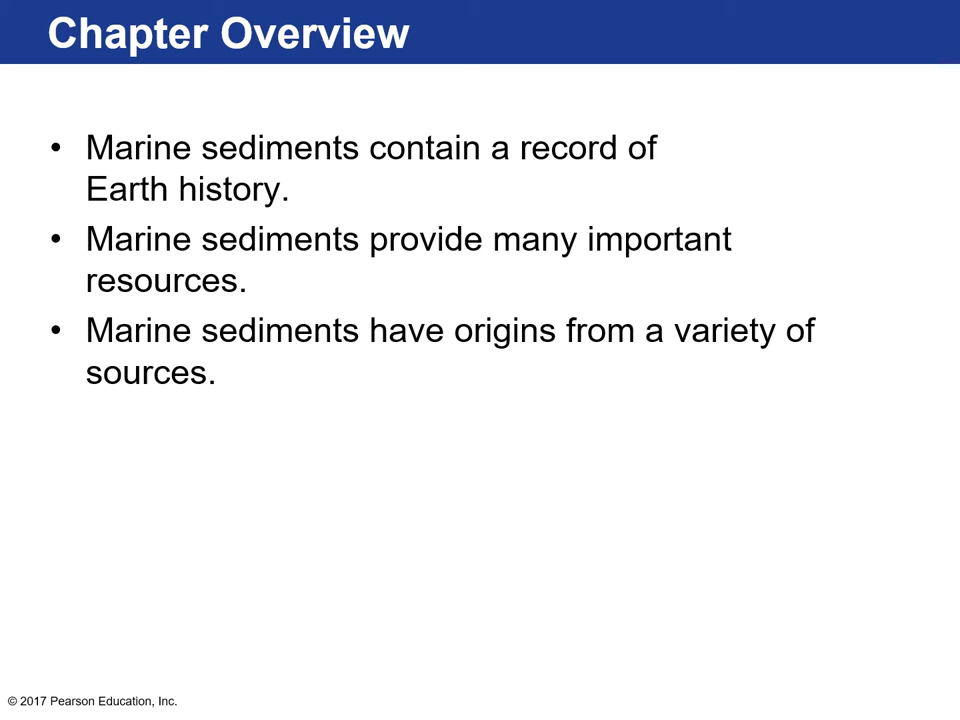 Chapter Overview
• Marine sediments contain a record of
Earth history.
• Marine sediments provide many important
resources.
• Marine sediments have origins from a variety of
sources.
© 2017 Pearson Education, Inc.